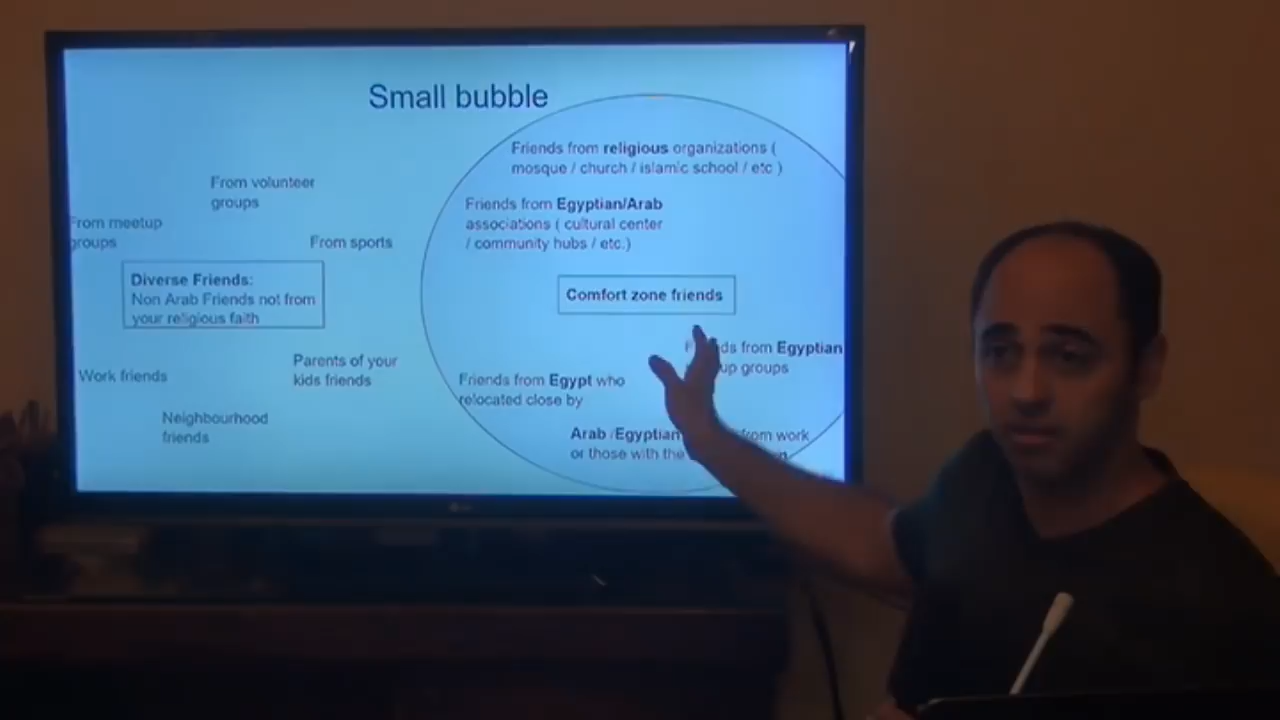 Small bubble
Friends from religious organizations (
mosque / church / islamic school / etc )
From volunteer
groups
Friends from Egyptian/Arab
associations ( cultural center
/ community hubs / etc.)
From meetup
groups
From sports
Diverse Friends:
Non Arab Friends not from
your religious faith
Comfort zone friends
from Egyptian
groups
Parents of your
kids friends
Work friends
Friends from Egypt who
relocated close by
Neighbourhood
friends
Arab /Egyptian from work
or those with the
LG